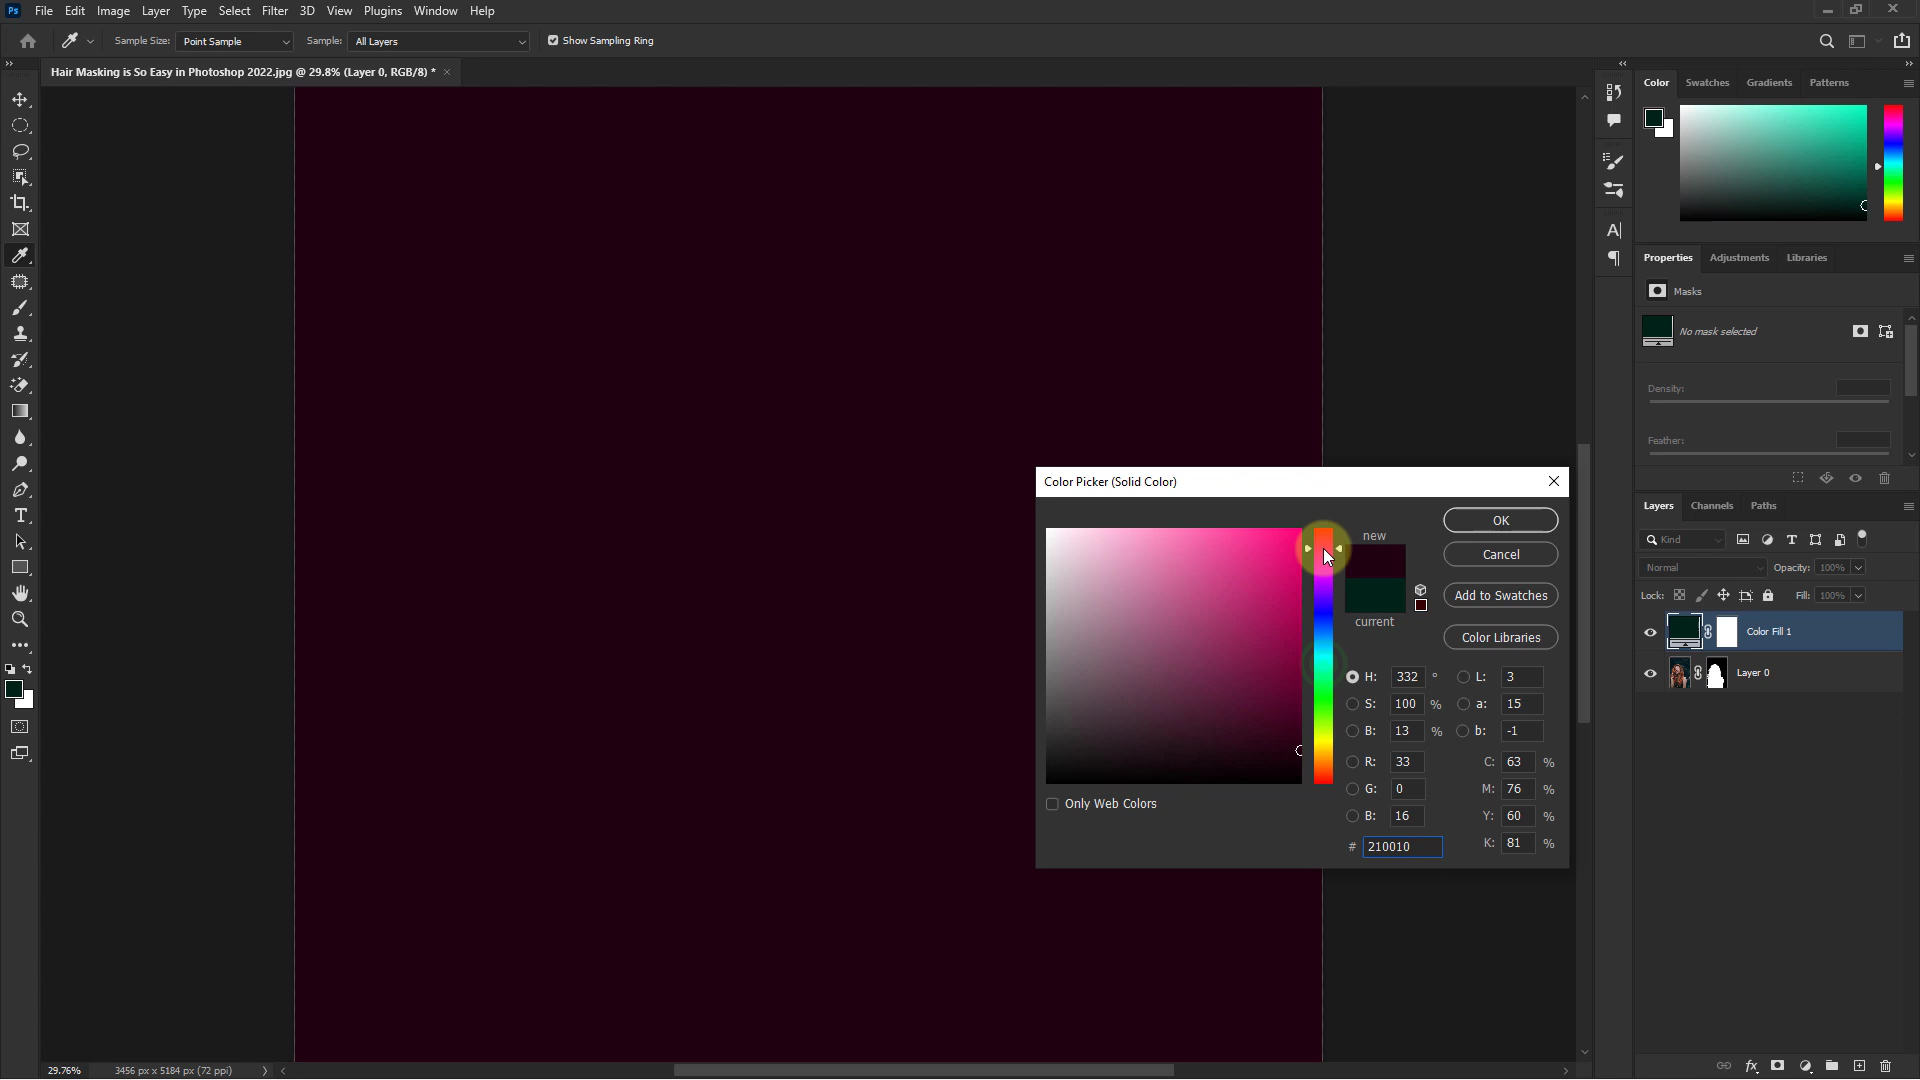 Ps File Edit Image Layer Type Select Filter 3D View Plugins Window Help
Sample Size: Point Sample Sample: All Layers Show Sampling Ring
Hair Masking is So Easy in Photoshop 2022.jpg @ 29.8% (Layer 0, RGB/8) * ×
Color Swatches Gradients Patterns
Properties Adjustments Libraries
Masks
No mask selected
Density:
Feather:
Color Picker (Solid Color)
new
current
OK
Cancel
Add to Swatches
Color Libraries
H: 332 ° L: 3
S: 100 % a: 15
B: 13 % b: -1
R: 33 C: 63 %
G: 0 M: 76 %
B: 16 Y: 60 %
# 210010 K: 81 %
Only Web Colors
Layers Channels Paths
Kind
Normal Opacity: 100%
Lock: Fill: 100%
Color Fill 1
Layer 0
29.76% 3456 px x 5184 px (72 ppi)